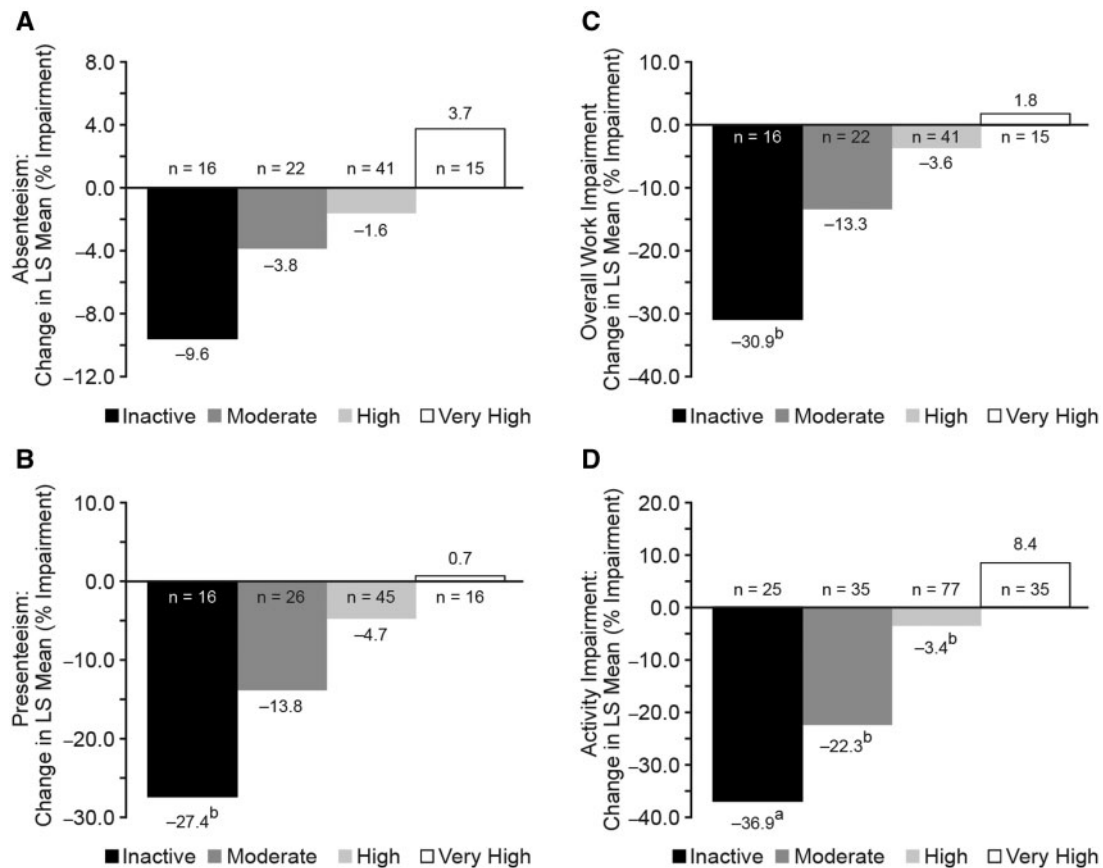 A
Absenteeism:
Change in LS Mean (% Impairment)
8.0
4.0
0.0
–4.0
–8.0
–12.0
n = 16
n = 22
n = 41
n = 15
–9.6
–3.8
–1.6
3.7
Inactive Moderate High Very High
C
Overall Work Impairment
Change in LS Mean (% Impairment)
10.0
0.0
–10.0
–20.0
–30.0
–40.0
n = 16
n = 22
n = 41
n = 15
–30.9b
–13.3
–3.6
1.8
Inactive Moderate High Very High
B
Presenteeism:
Change in LS Mean (% Impairment)
10.0
0.0
–10.0
–20.0
–30.0
n = 16
n = 26
n = 45
n = 16
–27.4b
–13.8
–4.7
0.7
Inactive Moderate High Very High
D
Activity Impairment:
Change in LS Mean (% Impairment)
20.0
10.0
0.0
–10.0
–20.0
–30.0
–40.0
n = 25
n = 35
n = 77
n = 35
–36.9a
–22.3b
–3.4b
8.4
Inactive Moderate High Very High